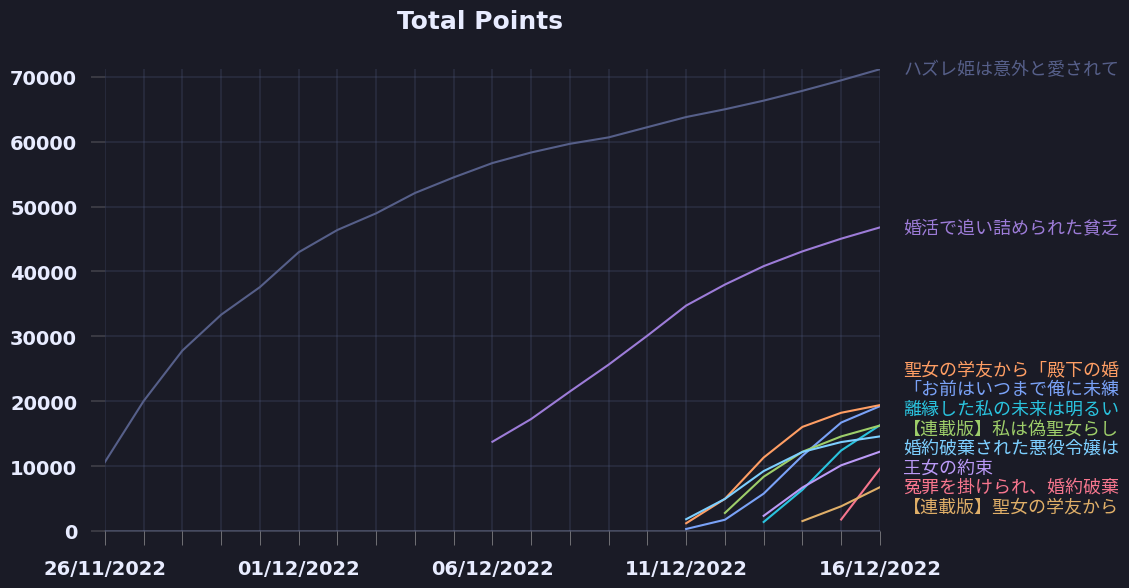 Total Points
70000
60000
50000
40000
30000
20000
10000
0
26/11/2022
01/12/2022
06/12/2022
11/12/2022
16/12/2022
ハズレ姫は意外と愛されて
婚活で追い詰められた貧乏
聖女の学友から「殿下の婚
「お前はいつまで俺に未練
離縁した私の未来は明るい
【連載版】私は偽聖女らし
婚約破棄された悪役令嬢は
王女の約束
冤罪を掛けられ、婚約破棄
【連載版】聖女の学友から